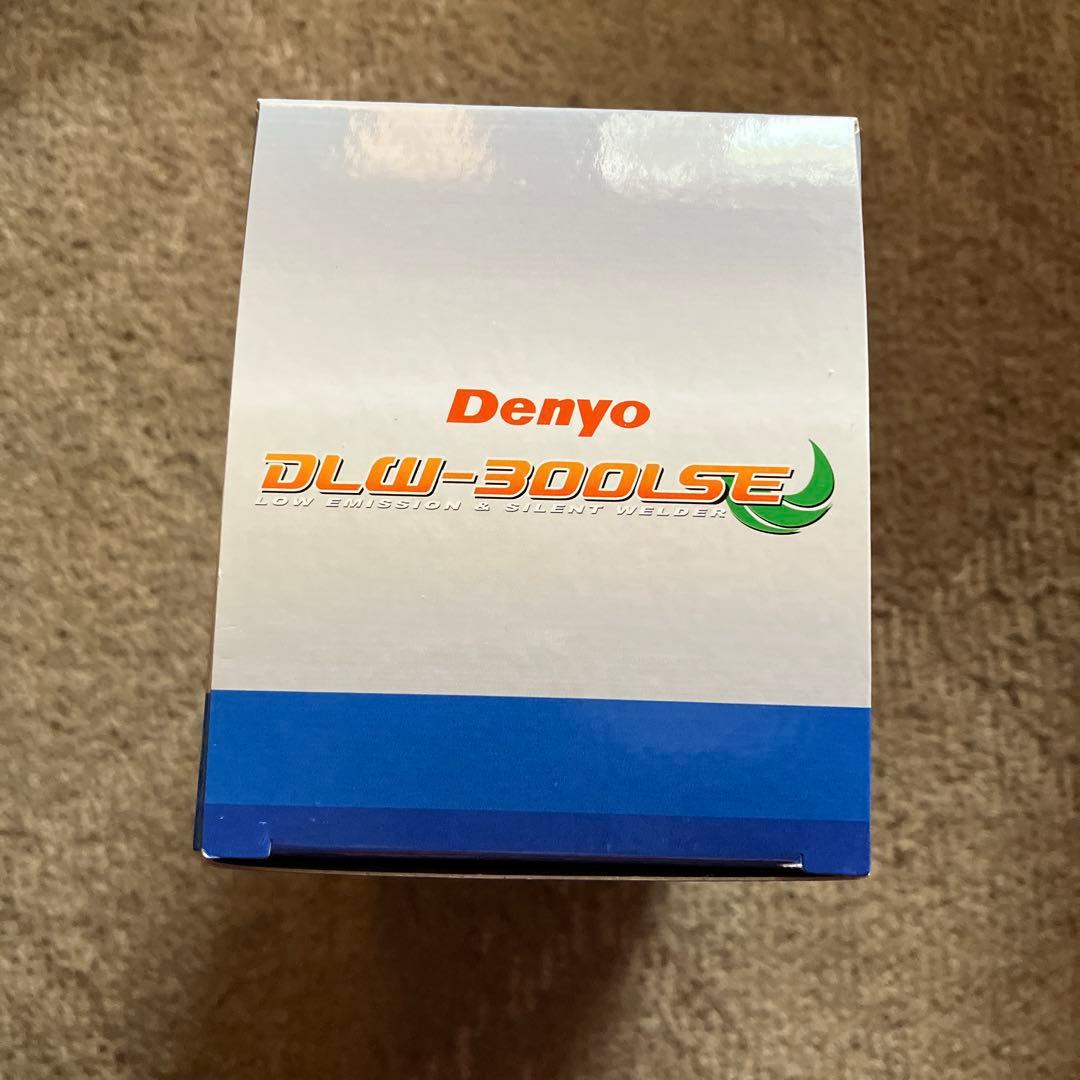 Denyo
DLW-300LSE
LOW EMISSION & SILENT WELDER